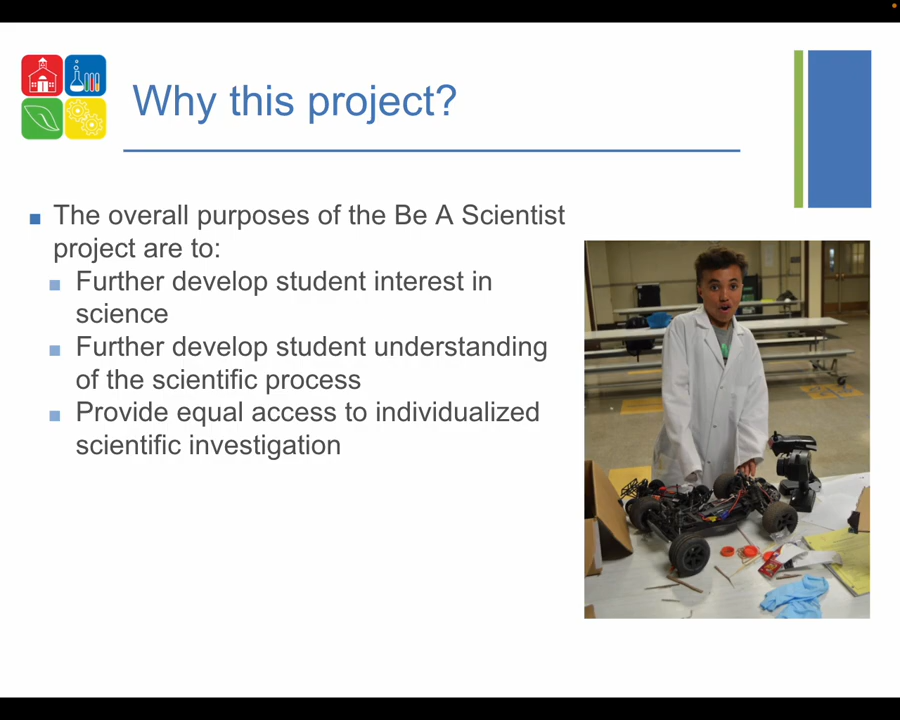 Why this project?
The overall purposes of the Be A Scientist
project are to:
Further develop student interest in
science
Further develop student understanding
of the scientific process
Provide equal access to individualized
scientific investigation